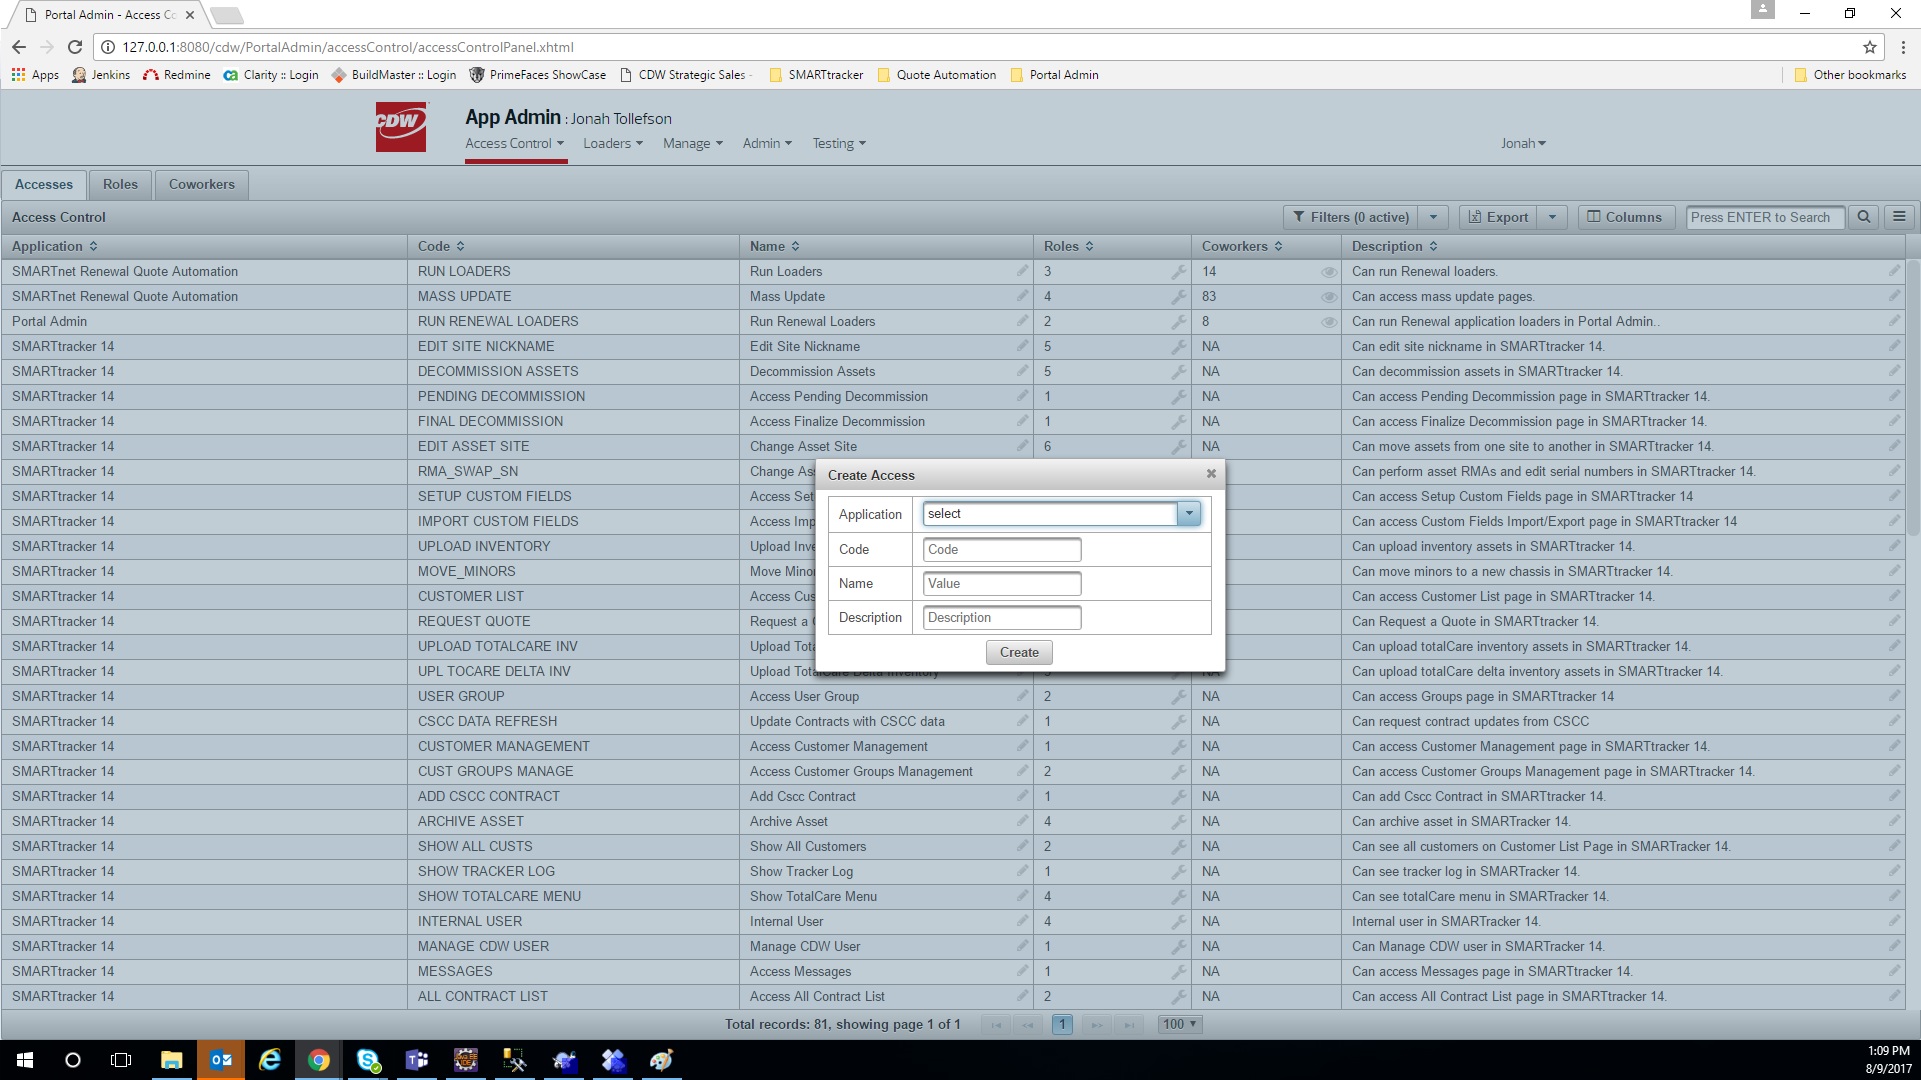 Portal Admin - Access Co
127.0.0.1:8080/cdw/PortalAdmin/accessControl/accessControlPanel.xhtml
Apps Jenkins Redmine Clarity :: Login BuildMaster :: Login PrimeFaces ShowCase CDW Strategic Sales - SMARTtracker Quote Automation Portal Admin Other bookmarks
CDW App Admin : Jonah Tollefson
Access Control Loaders Manage Admin Testing Jonah
Accesses Roles Coworkers
Access Control Filters (0 active) Export Columns Press ENTER to Search
Application Code Name Roles Coworkers Description
SMARTnet Renewal Quote Automation RUN LOADERS Run Loaders 3 14 Can run Renewal loaders.
SMARTnet Renewal Quote Automation MASS UPDATE Mass Update 4 83 Can access mass update pages.
Portal Admin RUN RENEWAL LOADERS Run Renewal Loaders 2 8 Can run Renewal application loaders in Portal Admin..
SMARTtracker 14 EDIT SITE NICKNAME Edit Site Nickname 5 NA Can edit site nickname in SMARTtracker 14.
SMARTtracker 14 DECOMMISSION ASSETS Decommission Assets 5 NA Can decommission assets in SMARTtracker 14.
SMARTtracker 14 PENDING DECOMMISSION Access Pending Decommission 1 NA Can access Pending Decommission page in SMARTtracker 14.
SMARTtracker 14 FINAL DECOMMISSION Access Finalize Decommission 1 NA Can access Finalize Decommission page in SMARTtracker 14.
SMARTtracker 14 EDIT ASSET SITE Change Asset Site 6 NA Can move assets from one site to another in SMARTtracker 14.
SMARTtracker 14 RMA_SWAP_SN Change As Can perform asset RMAs and edit serial numbers in SMARTtracker 14.
SMARTtracker 14 SETUP CUSTOM FIELDS Access Set Can access Setup Custom Fields page in SMARTtracker 14
SMARTtracker 14 IMPORT CUSTOM FIELDS Access Imp Can access Custom Fields Import/Export page in SMARTtracker 14
SMARTtracker 14 UPLOAD INVENTORY Upload Inve Can upload inventory assets in SMARTtracker 14.
SMARTtracker 14 MOVE_MINORS Move Minor Can move minors to a new chassis in SMARTtracker 14.
SMARTtracker 14 CUSTOMER LIST Access Cus Can access Customer List page in SMARTtracker 14.
SMARTtracker 14 REQUEST QUOTE Request a Can Request a Quote in SMARTtracker 14.
SMARTtracker 14 UPLOAD TOTALCARE INV Upload Tota Can upload totalCare inventory assets in SMARTtracker 14.
SMARTtracker 14 UPL TOCARE DELTA INV Upload TotalCare Delta Inventory NA Can upload totalCare delta inventory assets in SMARTtracker 14.
SMARTtracker 14 USER GROUP Access User Group 2 NA Can access Groups page in SMARTtracker 14
SMARTtracker 14 CSCC DATA REFRESH Update Contracts with CSCC data 1 NA Can request contract updates from CSCC
SMARTtracker 14 CUSTOMER MANAGEMENT Access Customer Management 1 NA Can access Customer Management page in SMARTtracker 14.
SMARTtracker 14 CUST GROUPS MANAGE Access Customer Groups Management 2 NA Can access Customer Groups Management page in SMARTtracker 14.
SMARTtracker 14 ADD CSCC CONTRACT Add Cscc Contract 1 NA Can add Cscc Contract in SMARTtracker 14.
SMARTtracker 14 ARCHIVE ASSET Archive Asset 4 NA Can archive asset in SMARTracker 14.
SMARTtracker 14 SHOW ALL CUSTS Show All Customers 2 NA Can see all customers on Customer List Page in SMARTracker 14.
SMARTtracker 14 SHOW TRACKER LOG Show Tracker Log 1 NA Can see tracker log in SMARTracker 14.
SMARTtracker 14 SHOW TOTALCARE MENU Show TotalCare Menu 4 NA Can see totalCare menu in SMARTracker 14.
SMARTtracker 14 INTERNAL USER Internal User 4 NA Internal user in SMARTracker 14.
SMARTtracker 14 MANAGE CDW USER Manage CDW User 1 NA Can Manage CDW user in SMARTracker 14.
SMARTtracker 14 MESSAGES Access Messages 1 NA Can access Messages page in SMARTtracker 14.
SMARTtracker 14 ALL CONTRACT LIST Access All Contract List 2 NA Can access All Contract List page in SMARTtracker 14.
Create Access
Application select
Code Code
Name Value
Description Description
Create
Total records: 81, showing page 1 of 1 1 100
1:09 PM
8/9/2017